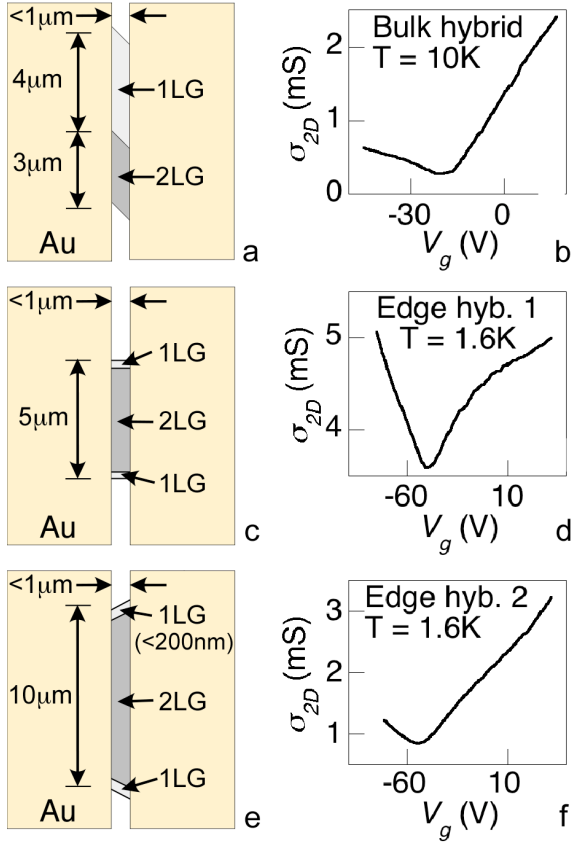 <1μm
4μm
1LG
3μm
2LG
Au
a
Bulk hybrid
T = 10K
σ2D (mS)
2
1
0
-30
0
Vg (V)
b
<1μm
1LG
5μm
2LG
1LG
Au
c
Edge hyb. 1
T = 1.6K
σ2D (mS)
5
4
-60
10
Vg (V)
d
<1μm
1LG
(<200nm)
10μm
2LG
1LG
Au
e
Edge hyb. 2
T = 1.6K
σ2D (mS)
3
2
1
-60
10
Vg (V)
f